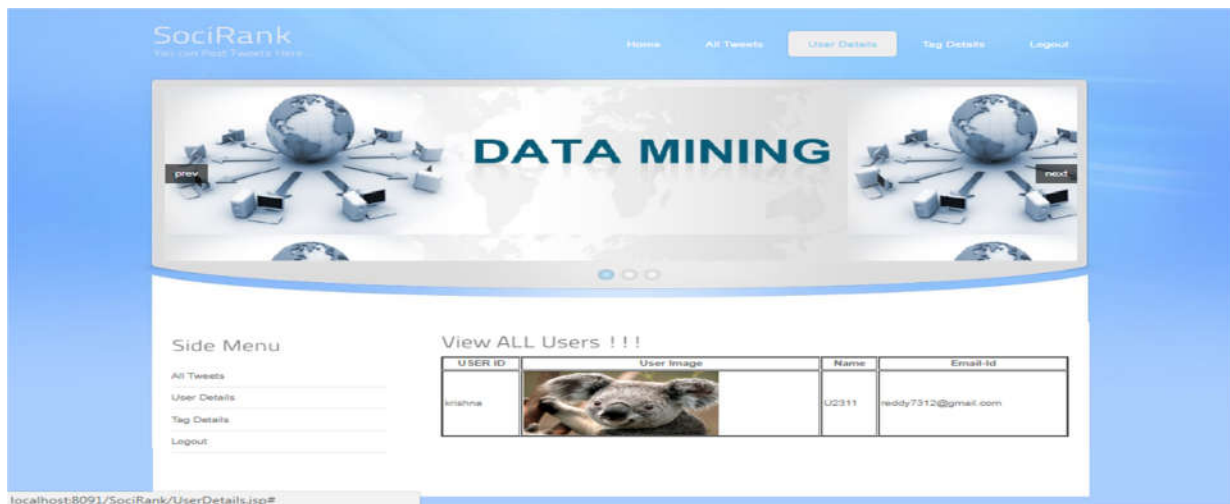 SociRank
You can Post Tweets Here
Home All Tweets User Details Tag Details Logout
DATA MINING
prev
next
Side Menu
All Tweets
User Details
Tag Details
Logout
View ALL Users !!!
USER ID User Image Name Email-Id
krishna U2311 reddy7312@gmail.com
localhost:8091/SociRank/UserDetails.jsp#